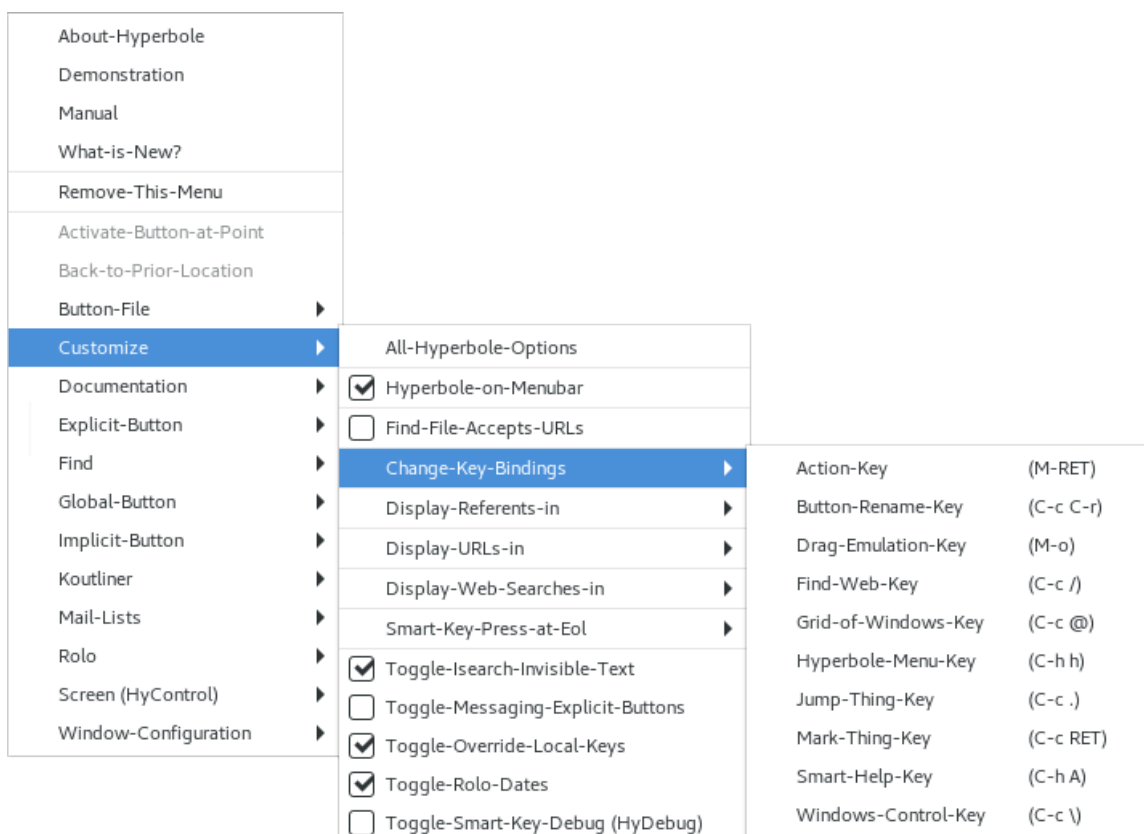 About-Hyperbole
Demonstration
Manual
What-is-New?
Remove-This-Menu
Activate-Button-at-Point
Back-to-Prior-Location
Button-File
Customize
Documentation
Explicit-Button
Find
Global-Button
Implicit-Button
Koutliner
Mail-Lists
Rolo
Screen (HyControl)
Window-Configuration
All-Hyperbole-Options
Hyperbole-on-Menubar
Find-File-Accepts-URLs
Change-Key-Bindings
Display-Referents-in
Display-URLs-in
Display-Web-Searches-in
Smart-Key-Press-at-Eol
Toggle-Isearch-Invisible-Text
Toggle-Messaging-Explicit-Buttons
Toggle-Override-Local-Keys
Toggle-Rolo-Dates
Toggle-Smart-Key-Debug (HyDebug)
Action-Key (M-RET)
Button-Rename-Key (C-c C-r)
Drag-Emulation-Key (M-o)
Find-Web-Key (C-c /)
Grid-of-Windows-Key (C-c @)
Hyperbole-Menu-Key (C-h h)
Jump-Thing-Key (C-c .)
Mark-Thing-Key (C-c RET)
Smart-Help-Key (C-h A)
Windows-Control-Key (C-c \)